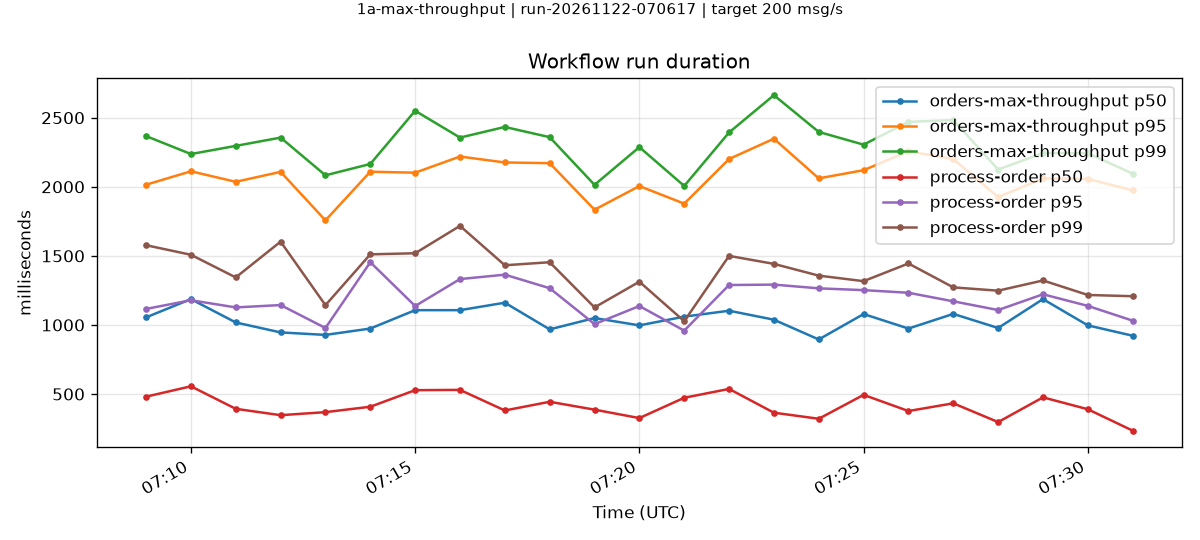 1a-max-throughput | run-20261122-070617 | target 200 msg/s
Workflow run duration
milliseconds
2500
2000
1500
1000
500
orders-max-throughput p50
orders-max-throughput p95
orders-max-throughput p99
process-order p50
process-order p95
process-order p99
07:10
07:15
07:20
07:25
07:30
Time (UTC)